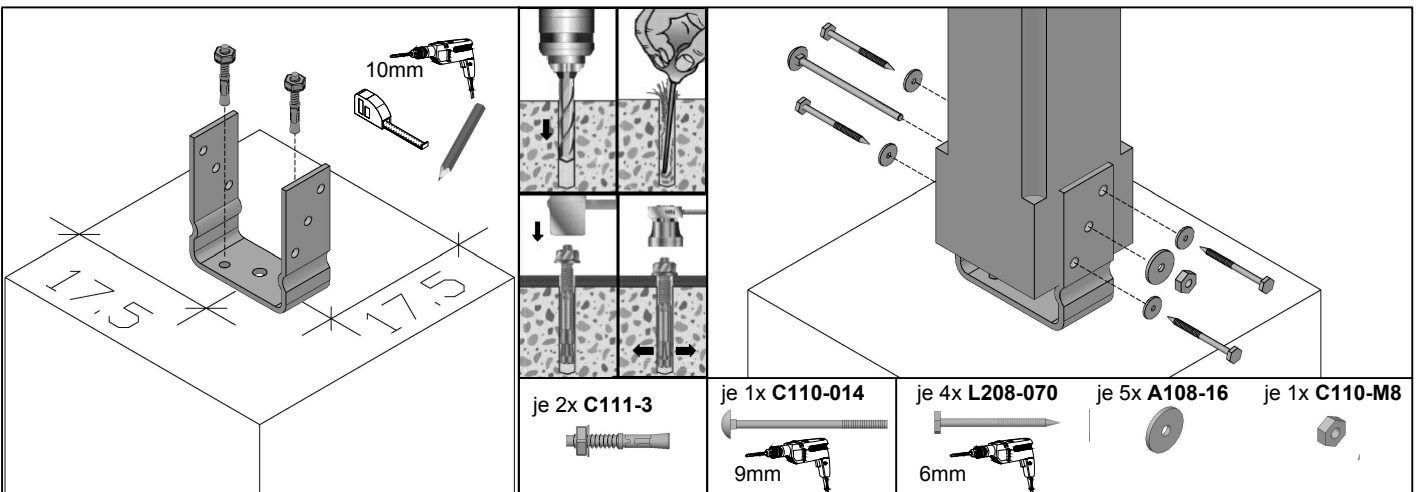 10mm
17.5
17.5
je 2x C111-3
je 1x C110-014
9mm
je 4x L208-070
6mm
je 5x A108-16
je 1x C110-M8